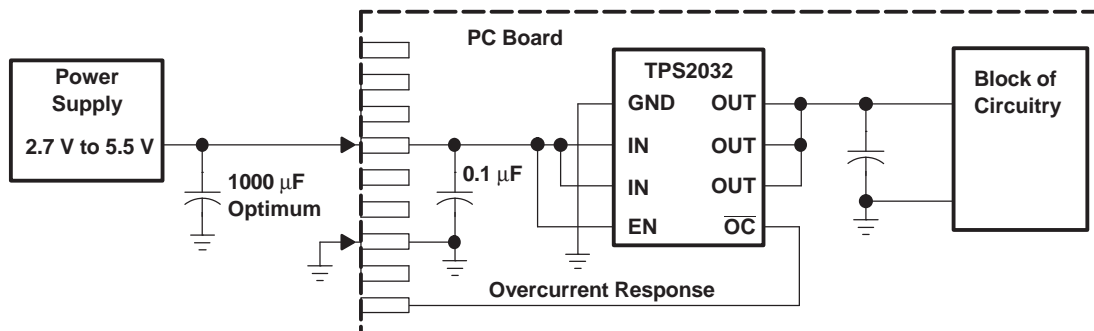 PC Board
Power
Supply
2.7 V to 5.5 V
1000 μF
Optimum
0.1 μF
TPS2032
GND OUT
IN OUT
IN OUT
EN O̅C̅
Block of
Circuitry
Overcurrent Response